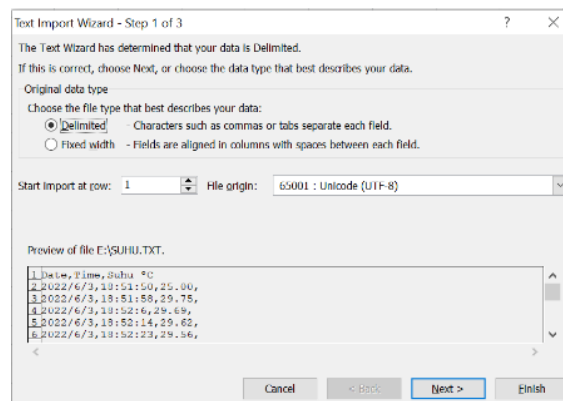 Text Import Wizard - Step 1 of 3 ? ×
The Text Wizard has determined that your data is Delimited.
If this is correct, choose Next, or choose the data type that best describes your data.
Original data type
Choose the file type that best describes your data:
Delimited - Characters such as commas or tabs separate each field.
Fixed width - Fields are aligned in columns with spaces between each field.
Start import at row: 1 File origin: 65001 : Unicode (UTF-8)
Preview of file E:\SUHU.TXT.
1 Date,Time,Suhu °C
2 2022/6/3,18:51:50,25.00,
3 2022/6/3,18:51:58,29.75,
4 2022/6/3,18:52:6,29.69,
5 2022/6/3,18:52:14,29.62,
6 2022/6/3,18:52:23,29.56,
Cancel < Back Next > Finish